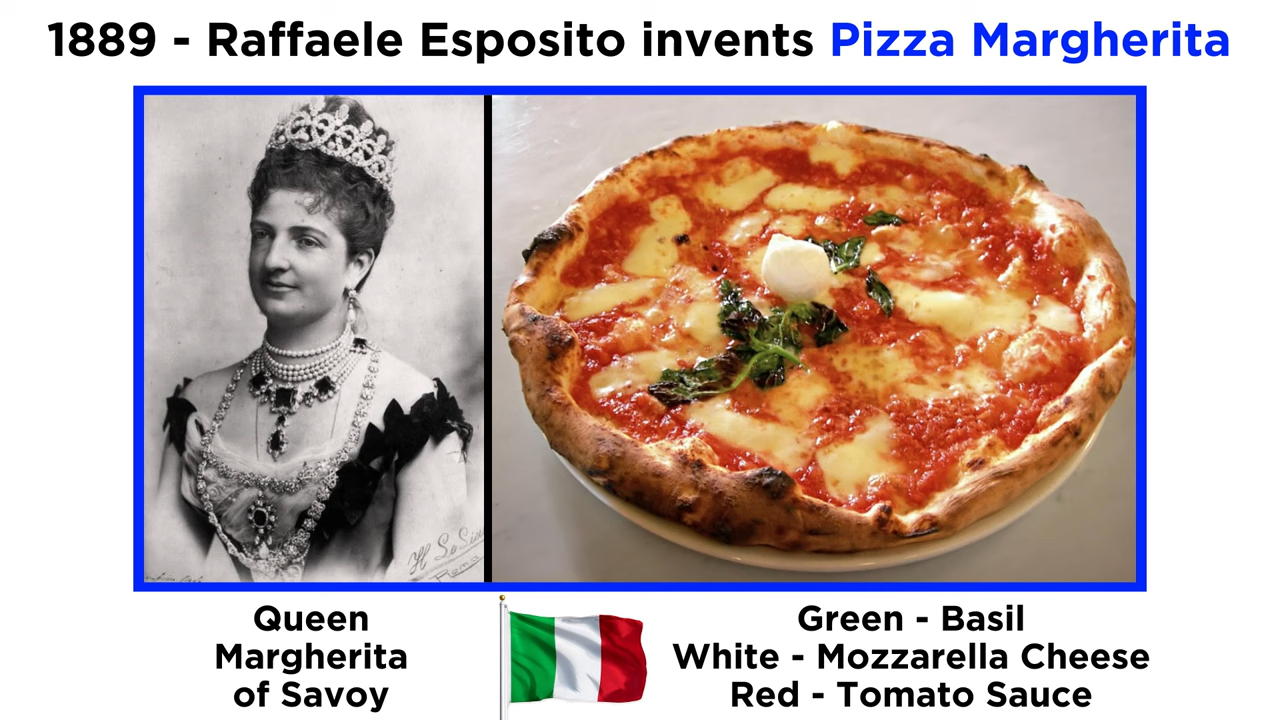 1889 - Raffaele Esposito invents Pizza Margherita
Queen
Margherita
of Savoy
Green - Basil
White - Mozzarella Cheese
Red - Tomato Sauce